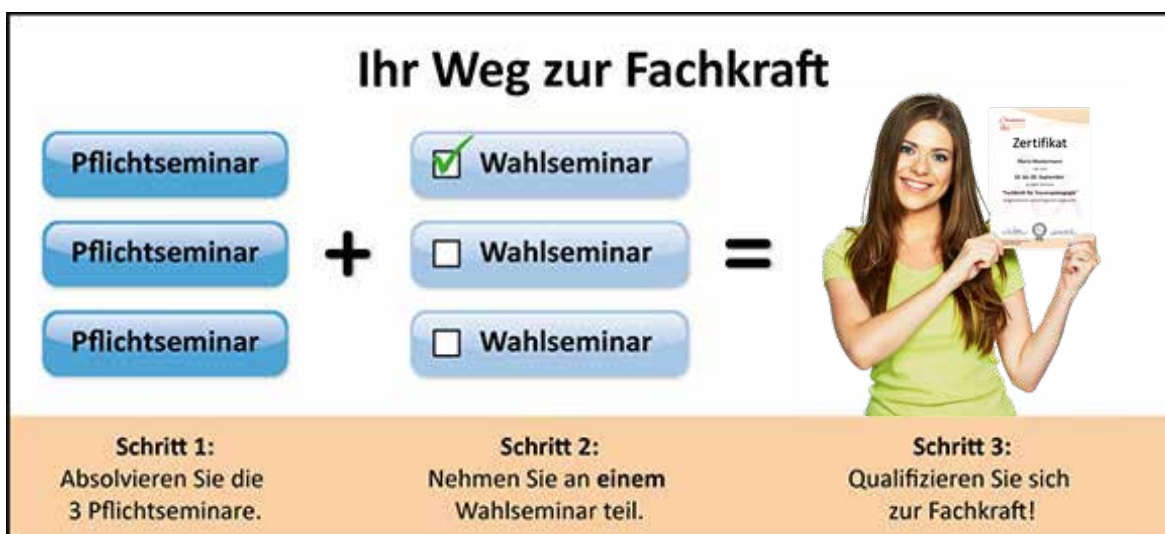 Ihr Weg zur Fachkraft
Pflichtseminar
Pflichtseminar
Pflichtseminar
+
Wahlseminar
Wahlseminar
Wahlseminar
=
Zertifikat
Schritt 1:
Absolvieren Sie die
3 Pflichtseminare.
Schritt 2:
Nehmen Sie an einem
Wahlseminar teil.
Schritt 3:
Qualifizieren Sie sich
zur Fachkraft!